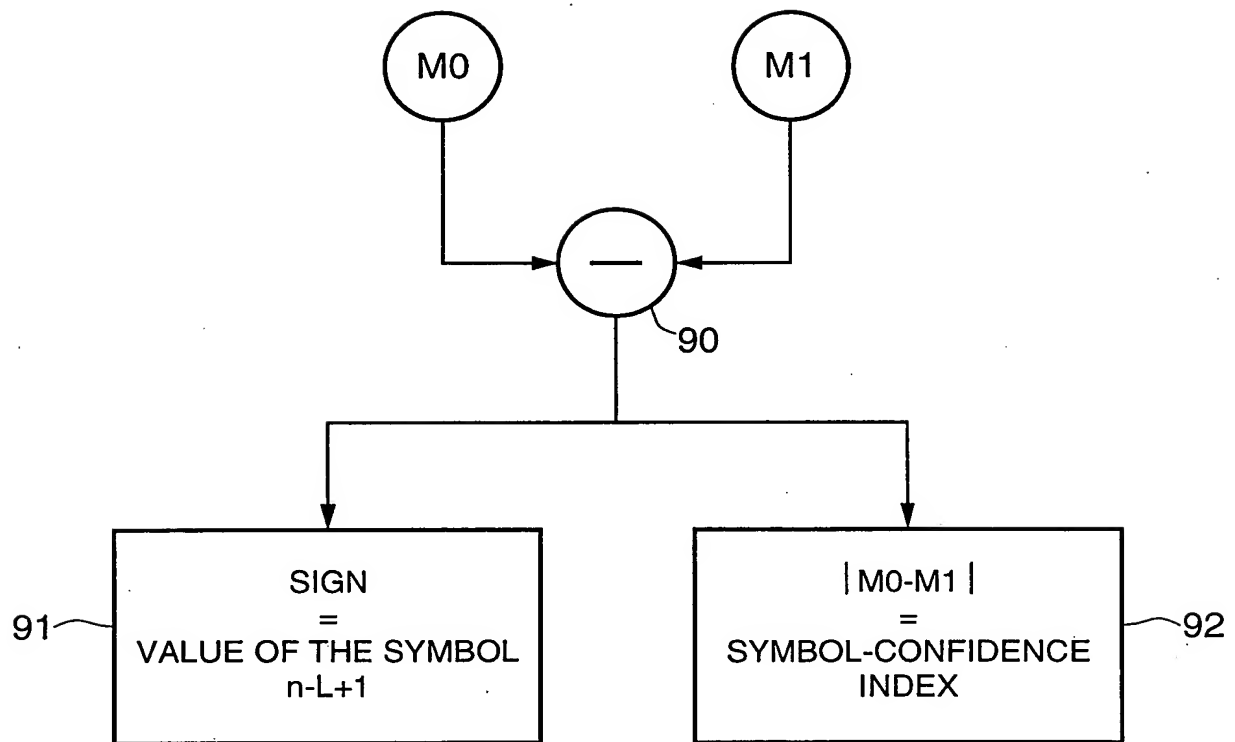 M0
M1
90
91
SIGN
=
VALUE OF THE SYMBOL
n-L+1
|M0-M1|
=
SYMBOL-CONFIDENCE
INDEX
92